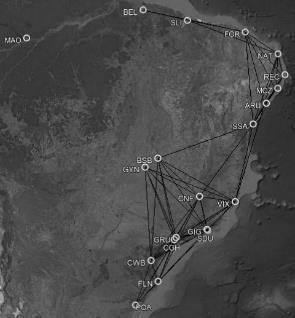 BEL
SLZ
FOR
MAO
NAT
REC
MCZ
ARU
SSA
BSB
GYN
CNF
VIX
GIG
SDU
GRU
CGH
CWB
FLN
POA